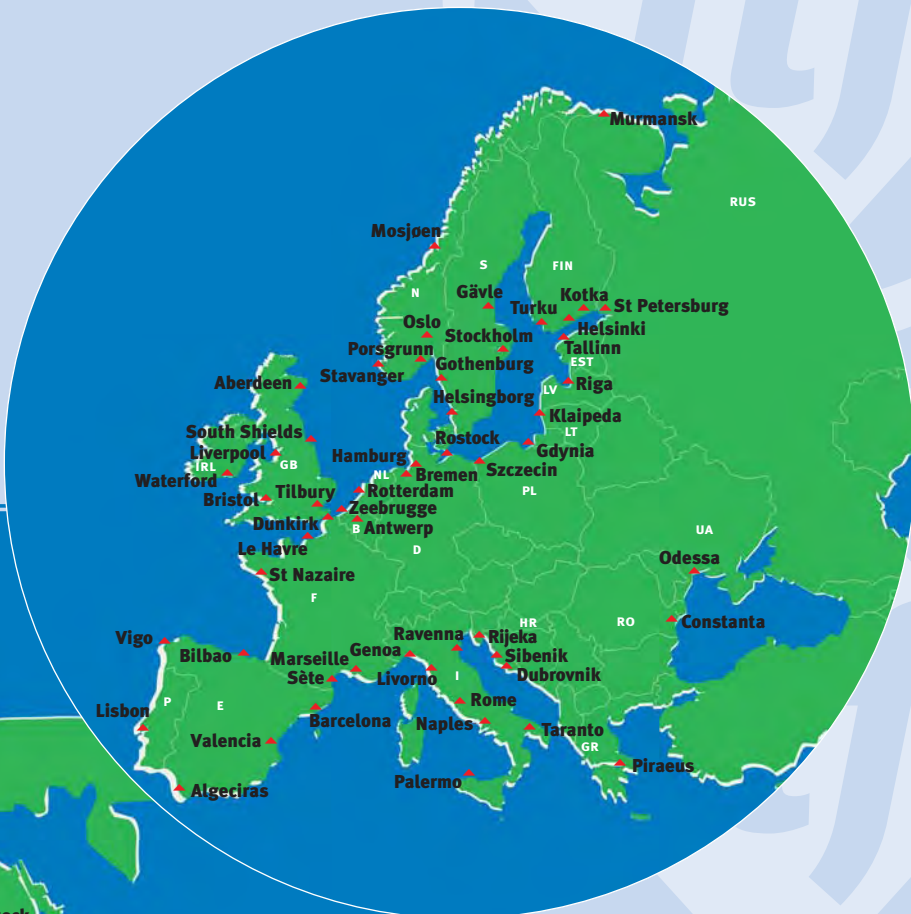 Murmansk
RUS
Mosjøen
S
FIN
N
Gävle
Kotka
Turku
St Petersburg
Oslo
Helsinki
Stockholm
Tallinn
Porsgrunn
EST
Gothenburg
Stavanger
Riga
Aberdeen
LV
Helsingborg
Klaipeda
LT
South Shields
Rostock
Gdynia
Liverpool
Hamburg
IRL
GB
NL
Bremen
Szczecin
Waterford
PL
Bristol
Tilbury
Rotterdam
Zeebrugge
Dunkirk
B
Antwerp
UA
Le Havre
D
Odessa
St Nazaire
F
HR
RO
Constanta
Vigo
Ravenna
Rijeka
Bilbao
Marseille
Genoa
Sibenik
Sète
Livorno
I
Dubrovnik
P
E
Rome
Lisbon
Barcelona
Naples
Taranto
Valencia
GR
Piraeus
Palermo
Algeciras